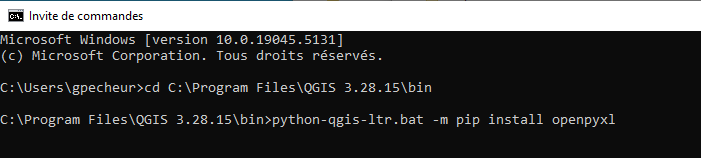 Invite de commandes
Microsoft Windows [version 10.0.19045.5131]
(c) Microsoft Corporation. Tous droits réservés.
C:\Users\gpecheur>cd C:\Program Files\QGIS 3.28.15\bin
C:\Program Files\QGIS 3.28.15\bin>python-qgis-ltr.bat -m pip install openpyxl